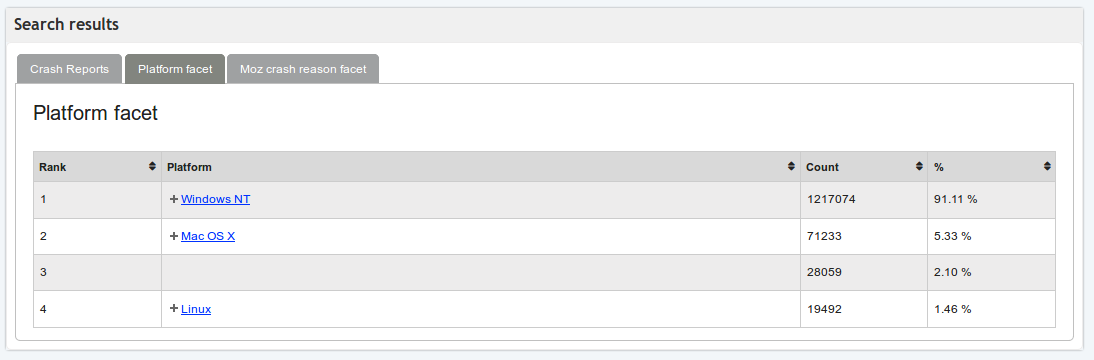 Search results
Crash Reports Platform facet Moz crash reason facet
Platform facet
Rank Platform Count %
1 Windows NT 1217074 91.11 %
2 Mac OS X 71233 5.33 %
3 28059 2.10 %
4 Linux 19492 1.46 %